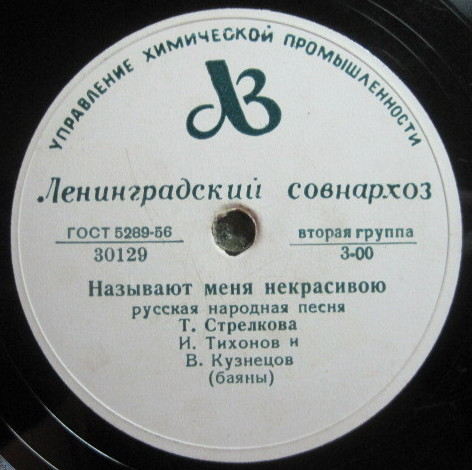 УПРАВЛЕНИЕ ХИМИЧЕСКОЙ ПРОМЫШЛЕННОСТИ
ЛЗ
Ленинградский совнархоз
ГОСТ 5289-56 вторая группа
30129 3-00
Называют меня некрасивою
русская народная песня
Т. Стрелкова
И. Тихонов и
В. Кузнецов
(баяны)